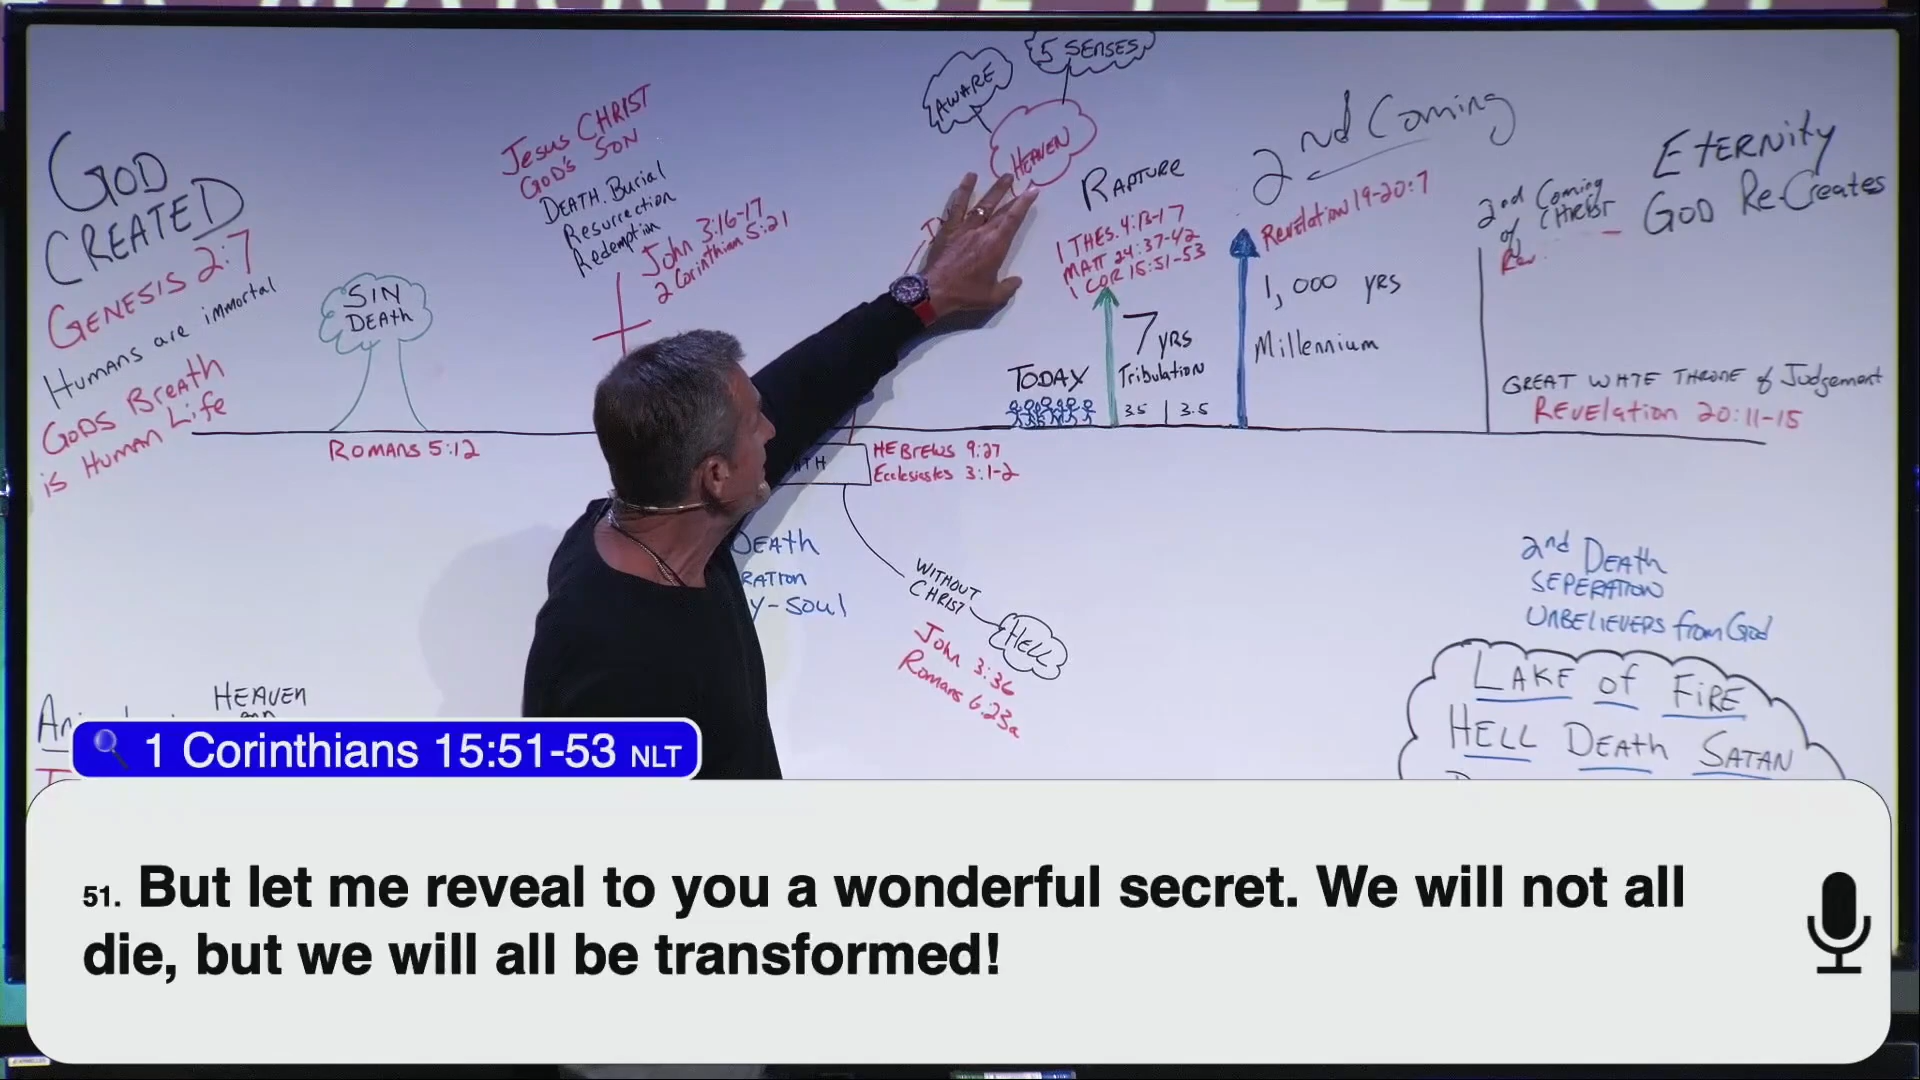 GOD
CREATED
GENESIS 2:7
Humans are immortal
GODS Breath
is Human Life
SIN
DEAth
Romans 5:12
Jesus CHRIST
GOD'S SON
DEATH. Burial
Resurrection
Redemption
John 3:16-17
2 Corinthian 5:21
AWARE
5 SENSES
HEAVEN
RAPTURE
1 THES. 4:13-17
MATT 24:37-42
1 COR 15:51-53
TODAY
7 yrs
Tribulation
3.5 | 3.5
2nd Coming
Revelation 19-20:7
1,000 yrs
Millennium
2nd Coming
of CHRIST
Rev.
ETERNITY
GOD Re-Creates
GREAT WHTE THRONE of Judgement
REVElation 20:11-15
HEBrews 9:27
Ecclesiastes 3:1-2
DEAth
RATION
Y-SOUl
WITHOUT
CHRIST
HELL
John 3:36
Romans 6:23a
2nd DEAth
SEPERATION
UNBELIEVERS from God
LAKE of FIRE
HELL DEATH SATAN
HEAVEN
1 Corinthians 15:51-53 NLT
51. But let me reveal to you a wonderful secret. We will not all
die, but we will all be transformed!